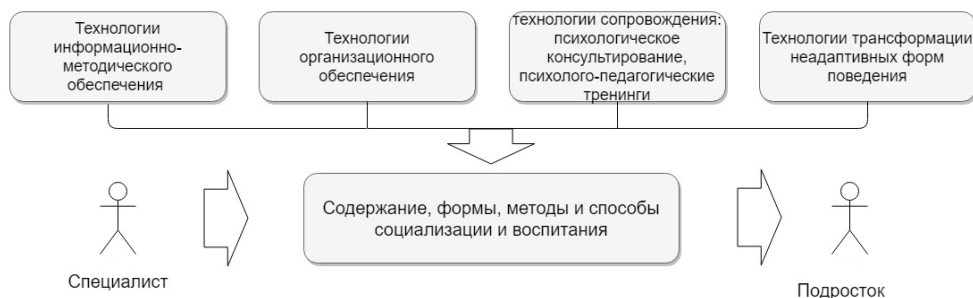 Технологии
информационно-
методического
обеспечения
Технологии
организационного
обеспечения
технологии сопровождения:
психологическое
консультирование,
психолого-педагогические
тренинги
Технологии трансформации
неадаптивных форм
поведения
Содержание, формы, методы и способы
социализации и воспитания
Специалист
Подросток